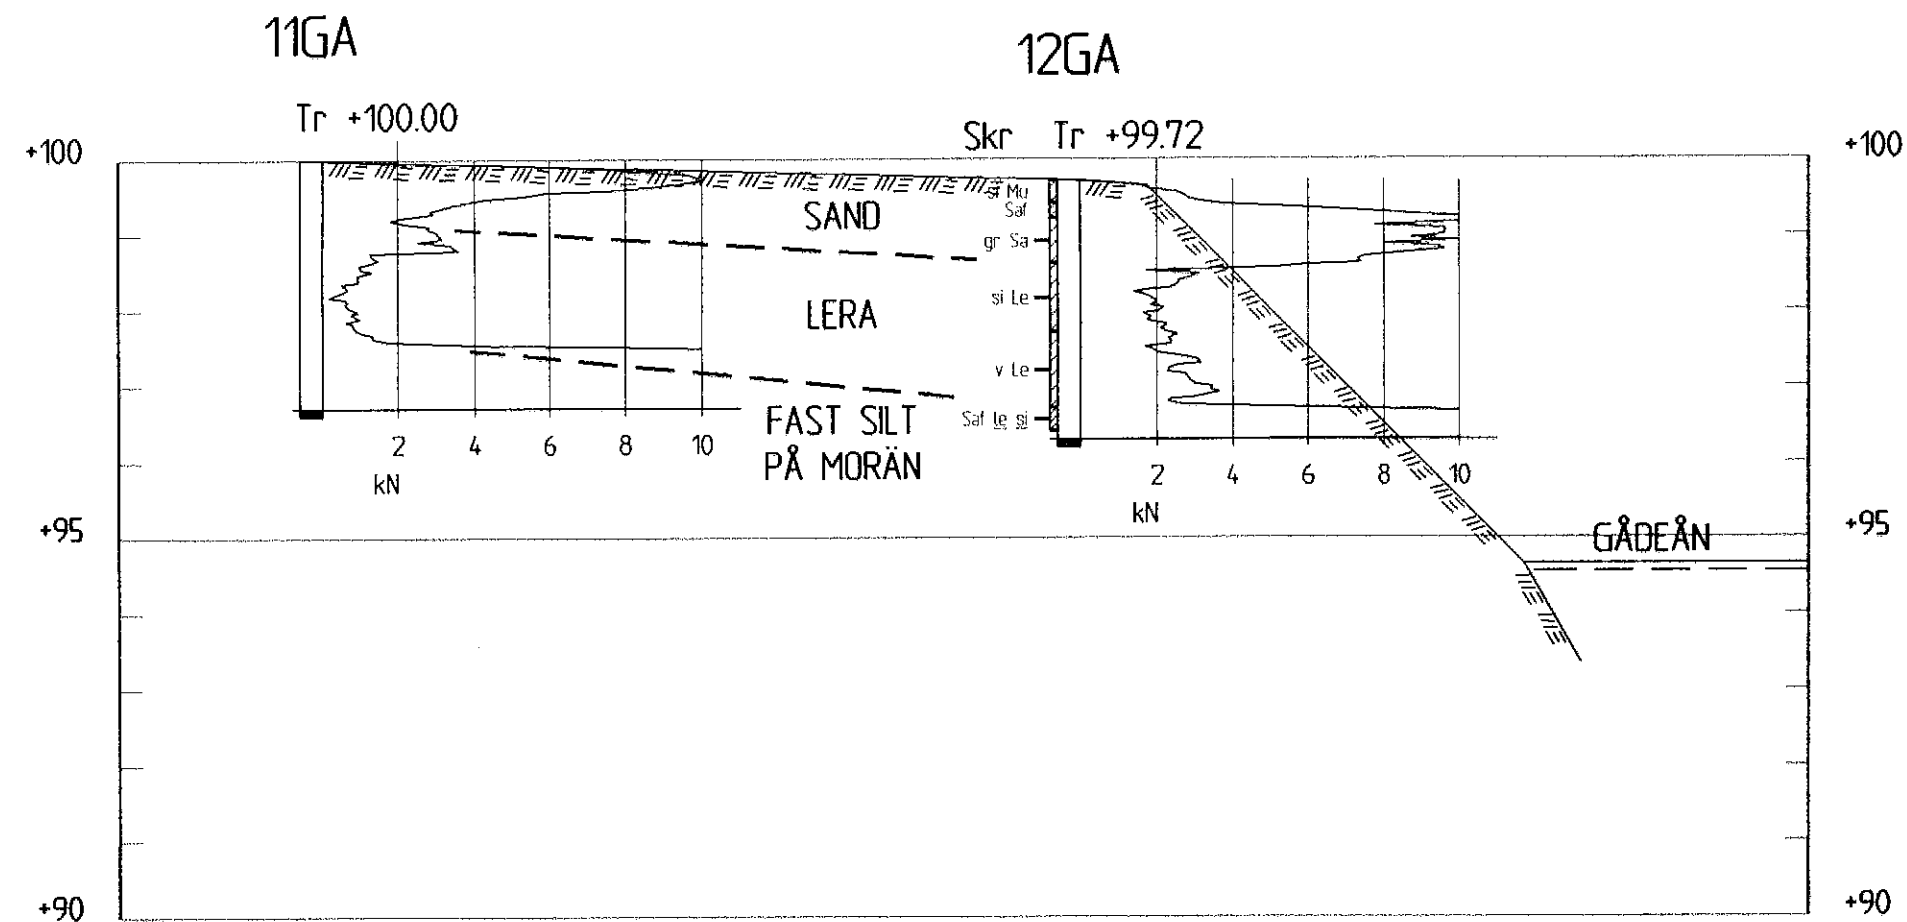 11GA
12GA
Tr +100.00
Skr Tr +99.72
+100
+100
si Mu
Saf
SAND
gr Sa
si Le
LERA
v Le
Saf le si
FAST SILT
PÅ MORÄN
2 4 6 8 10
kN
2 4 6 8 10
kN
+95
+95
GÅDEÅN
+90
+90